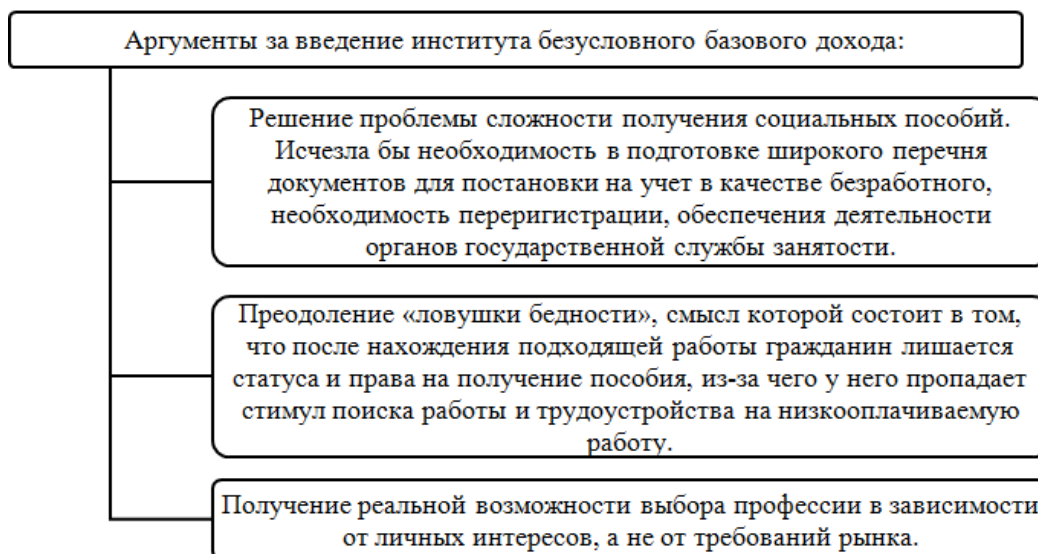 Аргументы за введение института безусловного базового дохода:
Решение проблемы сложности получения социальных пособий.
Исчезла бы необходимость в подготовке широкого перечня
документов для постановки на учет в качестве безработного,
необходимость переригистрации, обеспечения деятельности
органов государственной службы занятости.
Преодоление «ловушки бедности», смысл которой состоит в том,
что после нахождения подходящей работы гражданин лишается
статуса и права на получение пособия, из-за чего у него пропадает
стимул поиска работы и трудоустройства на низкооплачиваемую
работу.
Получение реальной возможности выбора профессии в зависимости
от личных интересов, а не от требований рынка.